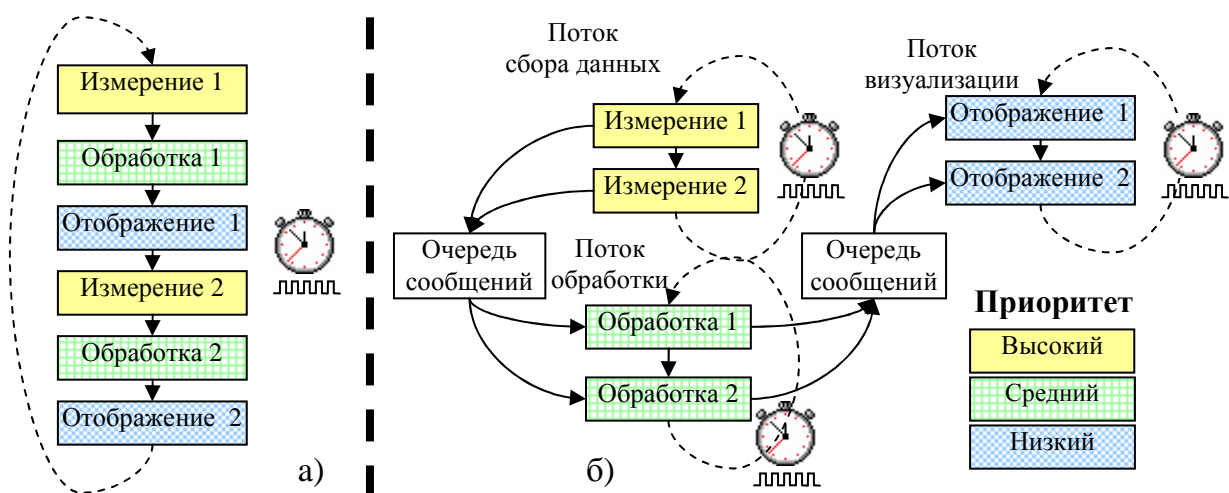 Измерение 1
Обработка 1
Отображение 1
Измерение 2
Обработка 2
Отображение 2
а)
Поток
сбора данных
Измерение 1
Измерение 2
Очередь
сообщений
Поток
обработки
Обработка 1
Обработка 2
Очередь
сообщений
Поток
визуализации
Отображение 1
Отображение 2
б)
Приоритет
Высокий
Средний
Низкий